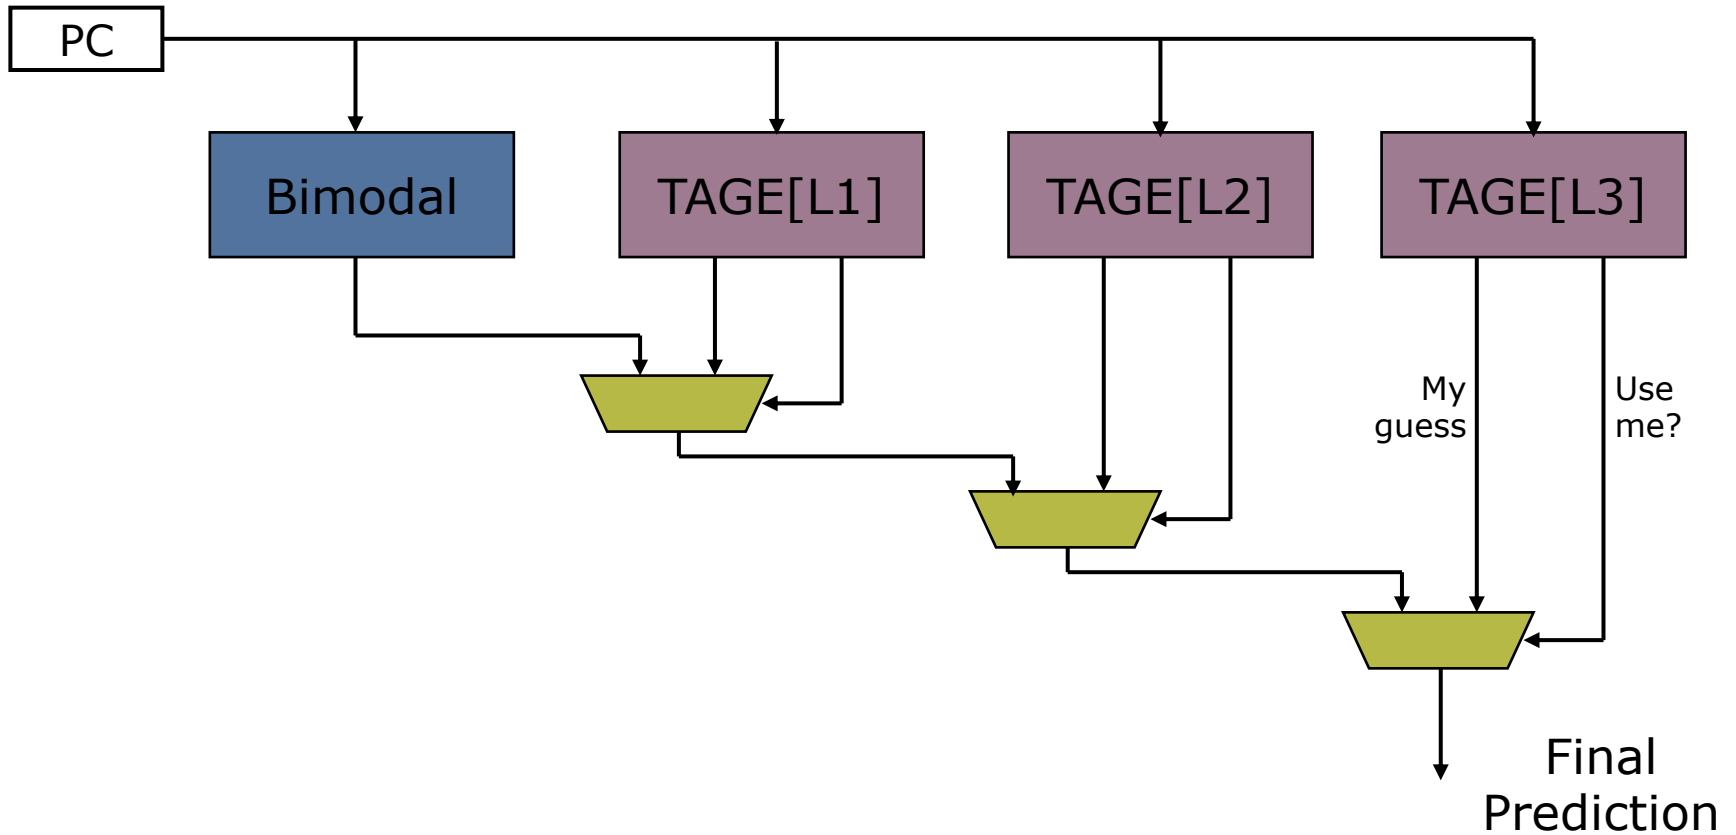 PC
Bimodal
TAGE[L1]
TAGE[L2]
TAGE[L3]
My
guess
Use
me?
Final
Prediction